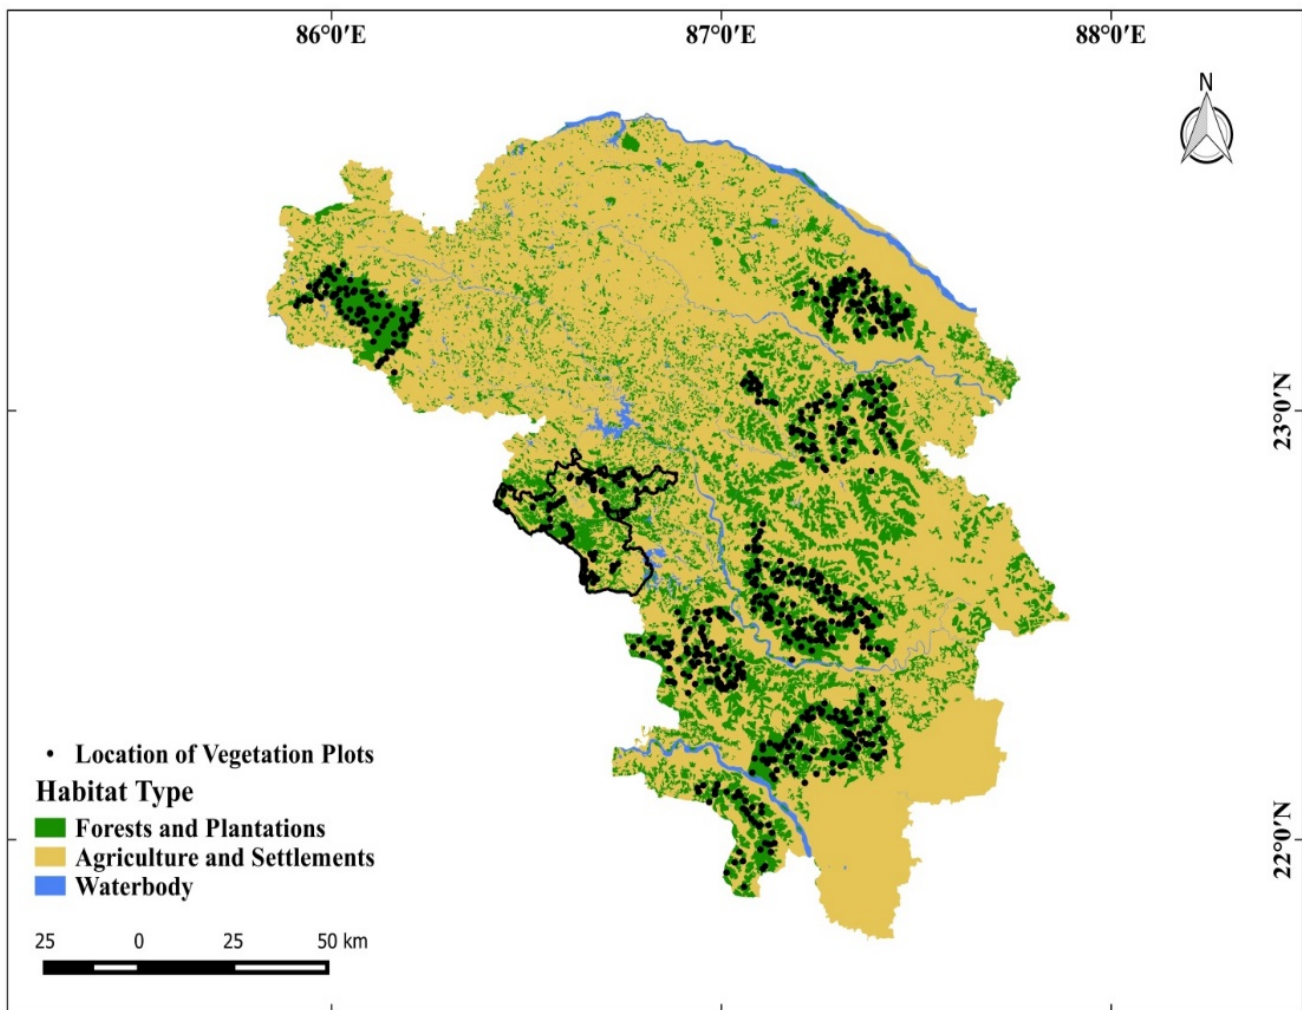 86°0′E 87°0′E 88°0′E
N
23°0′N
• Location of Vegetation Plots
Habitat Type
Forests and Plantations
Agriculture and Settlements
Waterbody
22°0′N
25 0 25 50 km